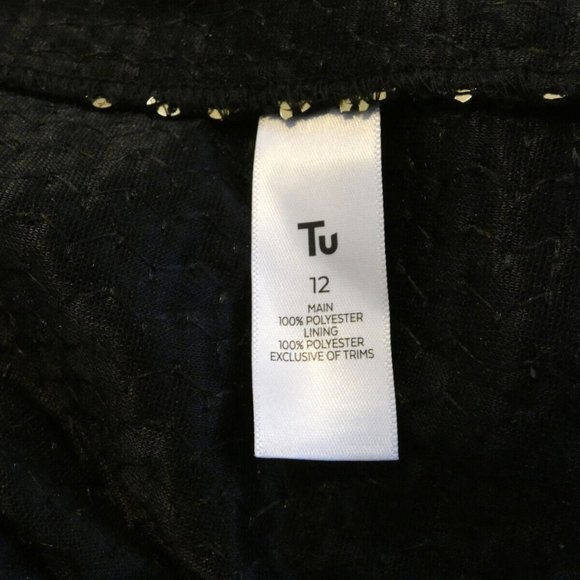 Tu
12
MAIN
100% POLYESTER
LINING
100% POLYESTER
EXCLUSIVE OF TRIMS